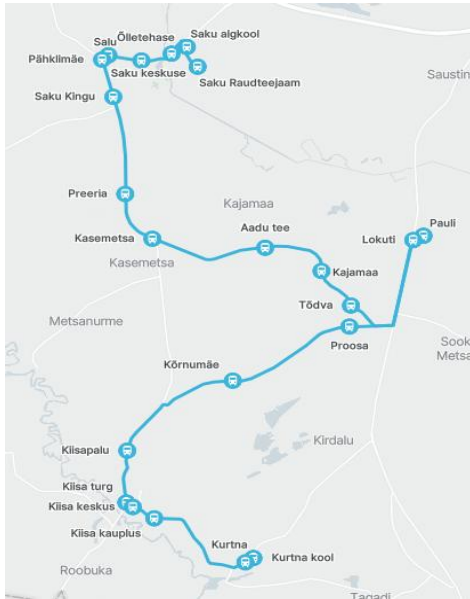 Salu
Õlletehase
Saku algkool
Pähklimäe
Saku keskuse
Saku Raudteejaam
Saustin
Saku Kingu
Preeria
Kajamaa
Pauli
Kasemetsa
Aadu tee
Lokuti
Kasemetsa
Kajamaa
Tõdva
Metsanurme
Proosa
Sook
Metsa
Kõrnumäe
Kirdalu
Kiisapalu
Kiisa turg
Kiisa keskus
Kiisa kauplus
Kurtna
Kurtna kool
Roobuka
Tagadi